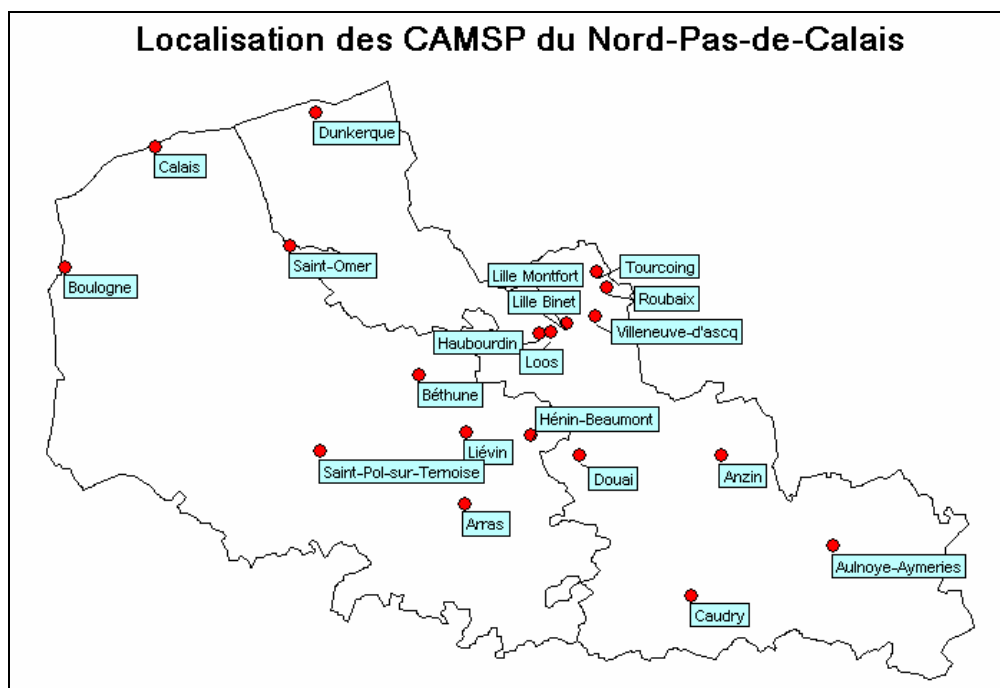 Localisation des CAMSP du Nord-Pas-de-Calais
Dunkerque
Calais
Saint-Omer
Boulogne
Tourcoing
Lille Montfort
Roubaix
Lille Binet
Villeneuve-d'ascq
Haubourdin
Loos
Béthune
Hénin-Beaumont
Liévin
Saint-Pol-sur-Ternoise
Douai
Anzin
Arras
Aulnoye-Aymeries
Caudry